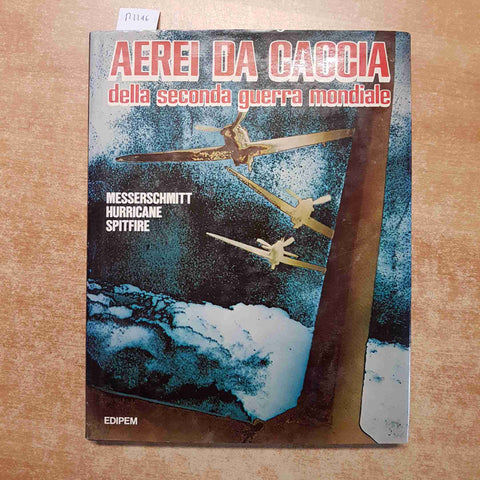 AEREI DA CACCIA
della seconda guerra mondiale
MESSERSCHMITT
HURRICANE
SPITFIRE
EDIPEM